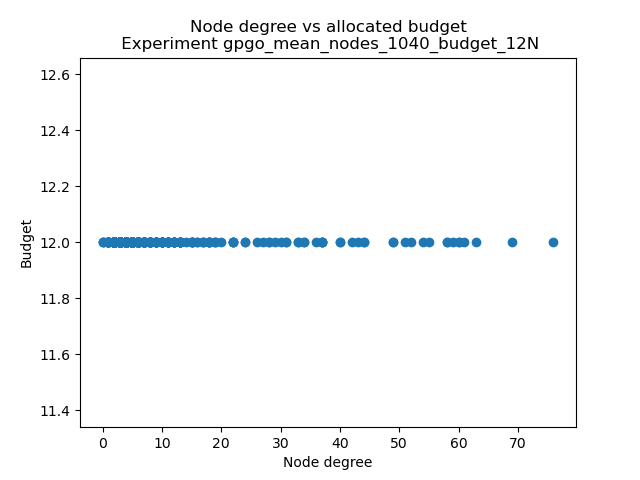 Node degree vs allocated budget
Experiment gpgo_mean_nodes_1040_budget_12N
12.6
12.4
12.2
12.0
11.8
11.6
11.4
Budget
0 10 20 30 40 50 60 70
Node degree